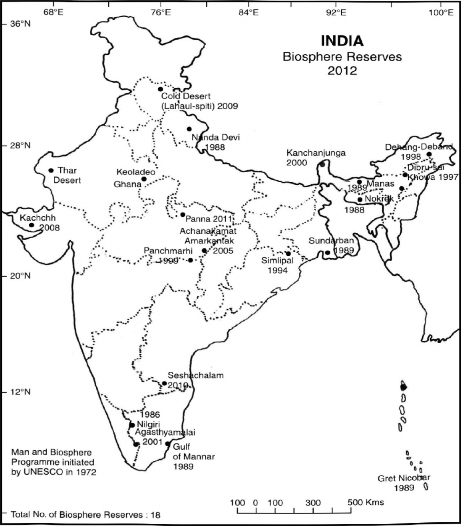 68°E 76°E 84°E 92°E 100°E
36°N
INDIA
Biosphere Reserves
2012
Cold Desert
(Lahaul-spiti) 2009
Nanda Devi
1988
28°N
Kanchanjunga
2000
Dehang-Deband
1998
Dibru-sai
Khowa 1997
Thar
Desert
Keoladeo
Ghana
1989 Manas
Nokrek
1988
Kachchh
2008
Panna 2011
Achanakamat
Amarkantak
2005
Panchmarhi
1999
Simlipal
1994
Sundarban
1989
20°N
Seshachalam
2010
12°N
1986
Nilgiri
Agasthyamalai
2001
Gulf
of Mannar
1989
Man and Biosphere
Programme initiated
by UNESCO in 1972
Gret Nicobar
1989
100 0 100 300 500 Kms
Total No. of Biosphere Reserves : 18